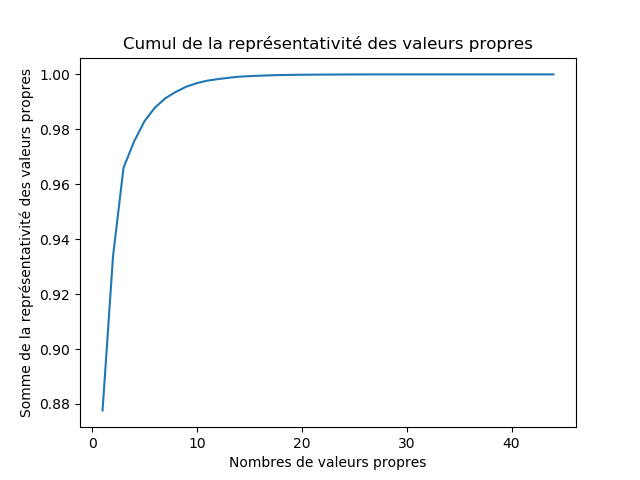 Cumul de la représentativité des valeurs propres
Somme de la représentativité des valeurs propres
1.00
0.98
0.96
0.94
0.92
0.90
0.88
0 10 20 30 40
Nombres de valeurs propres